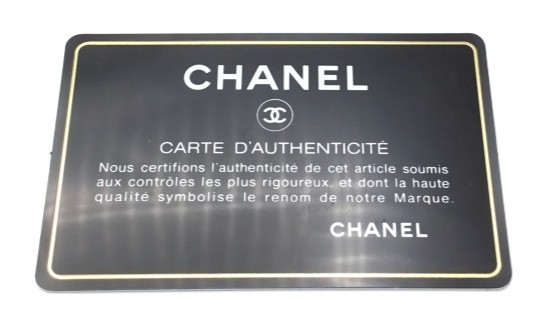 CHANEL
CARTE D'AUTHENTICITÉ
Nous certifions l'authenticité de cet article soumis
aux contrôles les plus rigoureux, et dont la haute
qualité symbolise le renom de notre Marque.
CHANEL